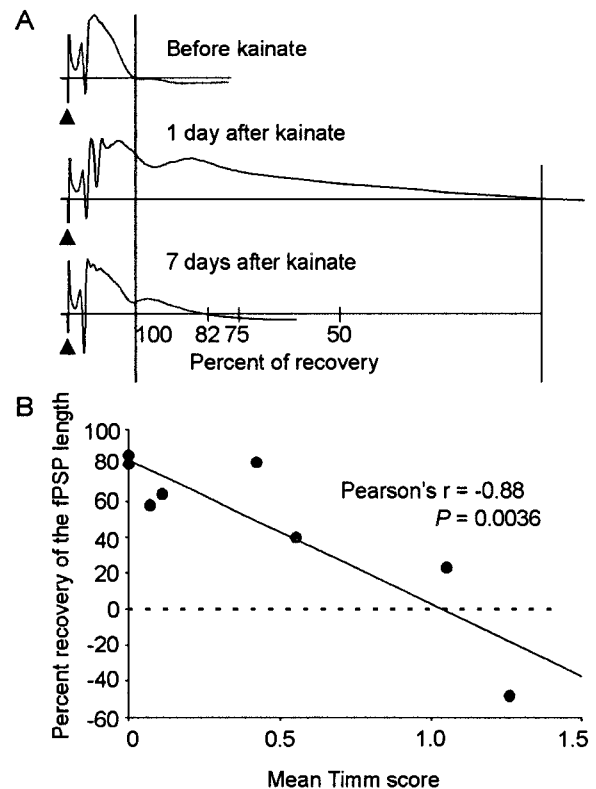 A
Before kainate
1 day after kainate
7 days after kainate
100 82 75 50
Percent of recovery
B
Percent recovery of the fPSP length
100
80
60
40
20
0
-20
-40
-60
Pearson's r = -0.88
P = 0.0036
0 0.5 1.0 1.5
Mean Timm score